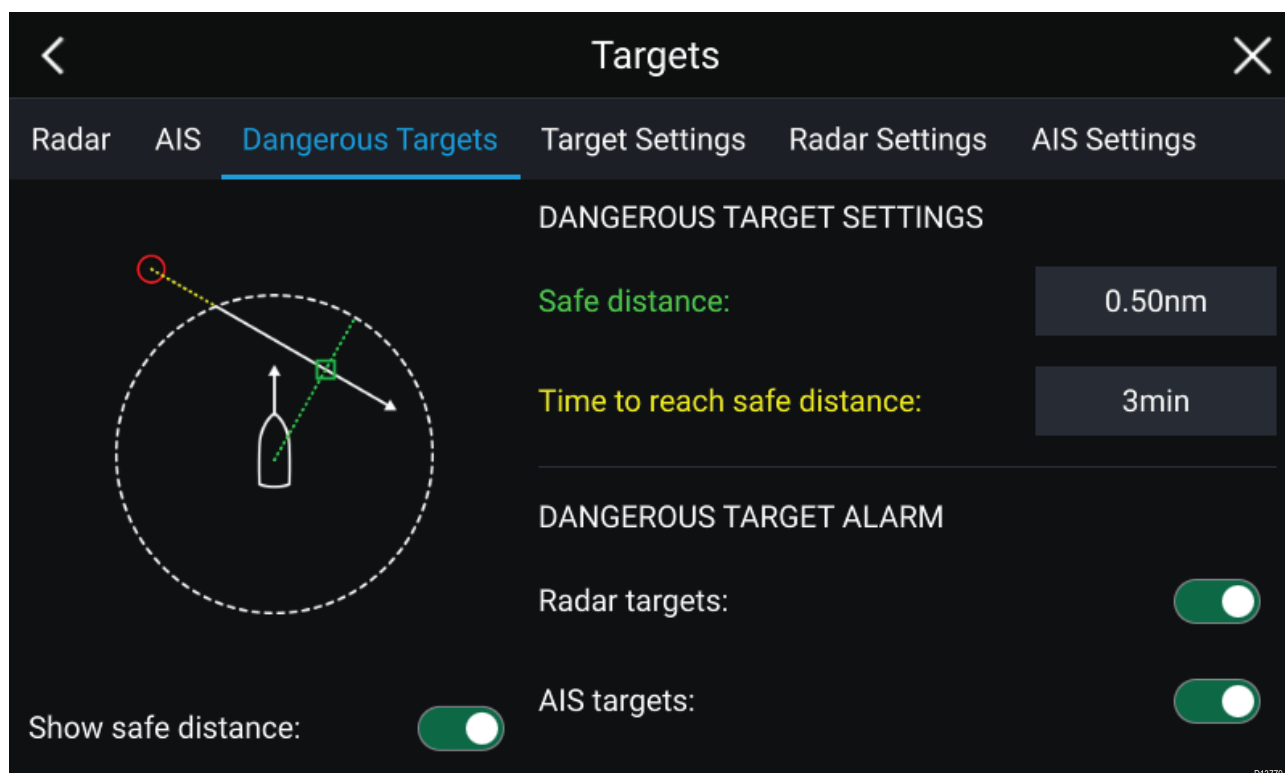 Targets
Radar AIS Dangerous Targets Target Settings Radar Settings AIS Settings
DANGEROUS TARGET SETTINGS
Safe distance: 0.50nm
Time to reach safe distance: 3min
DANGEROUS TARGET ALARM
Radar targets:
AIS targets:
Show safe distance: